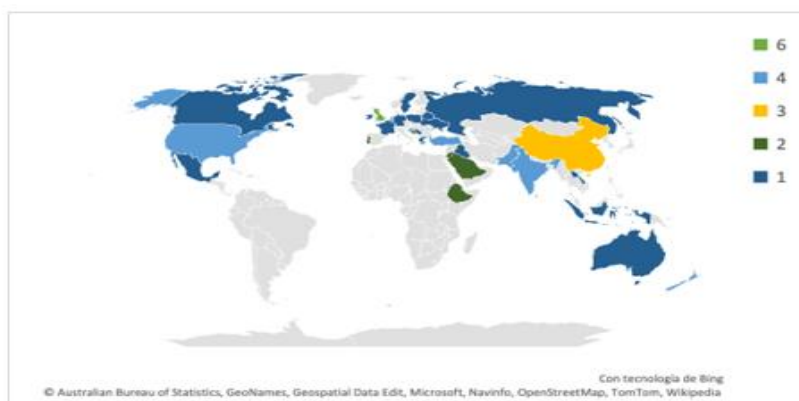 6
4
3
2
1
Con tecnología de Bing
© Australian Bureau of Statistics, GeoNames, Geospatial Data Edit, Microsoft, Navinfo, OpenStreetMap, TomTom, Wikipedia